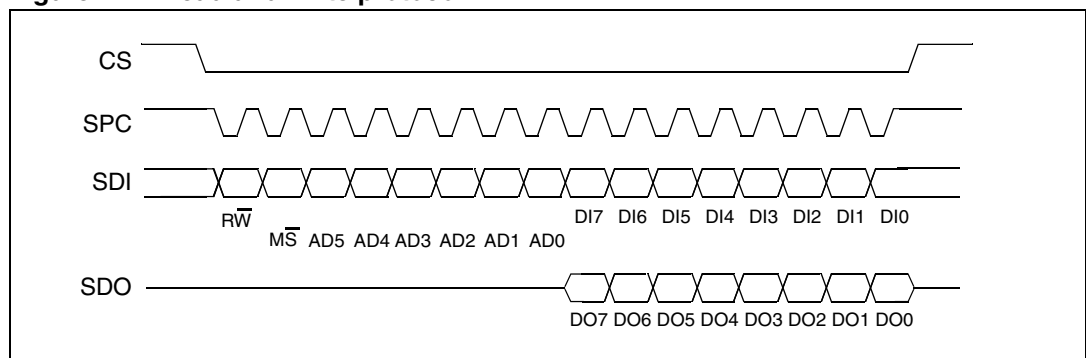 CS
SPC
SDI
RW̅ DI7 DI6 DI5 DI4 DI3 DI2 DI1 DI0
MS̅ AD5 AD4 AD3 AD2 AD1 AD0
SDO
DO7 DO6 DO5 DO4 DO3 DO2 DO1 DO0